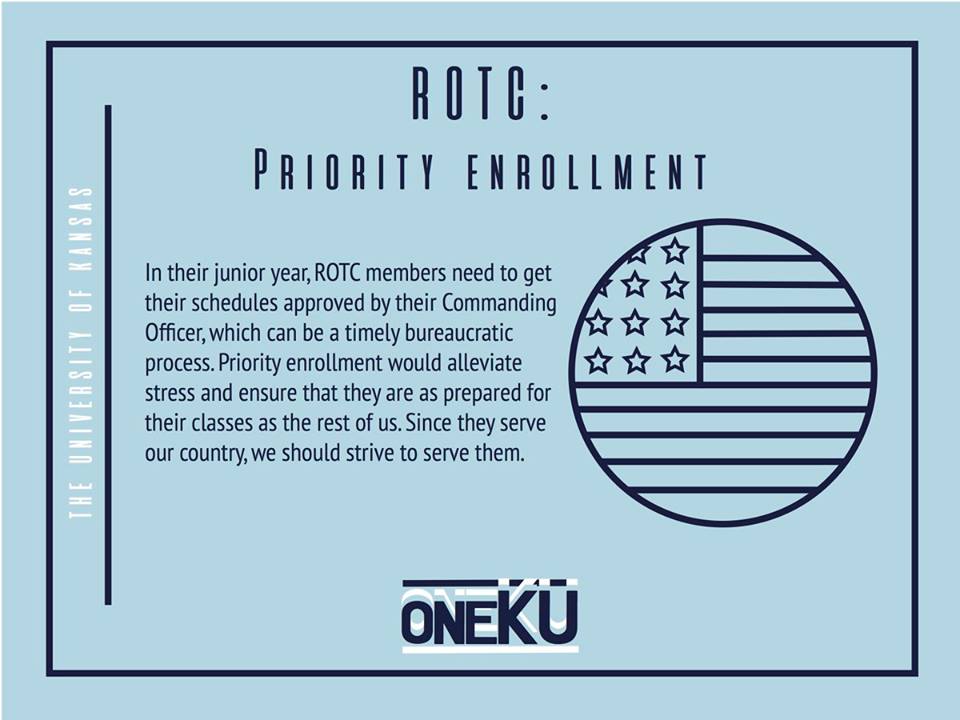 ROTC:
PRIORITY ENROLLMENT
THE UNIVERSITY OF KANSAS
In their junior year, ROTC members need to get
their schedules approved by their Commanding
Officer, which can be a timely bureaucratic
process. Priority enrollment would alleviate
stress and ensure that they are as prepared for
their classes as the rest of us. Since they serve
our country, we should strive to serve them.
ONEKU